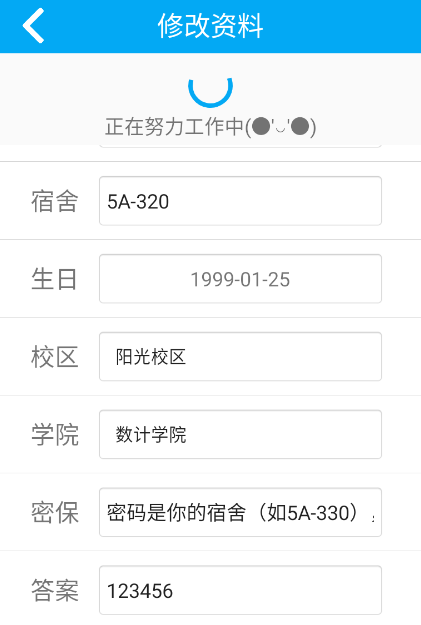 修改资料
正在努力工作中(●'◡'●)
宿舍 5A-320
生日 1999-01-25
校区 阳光校区
学院 数计学院
密保 密码是你的宿舍（如5A-330）
答案 123456